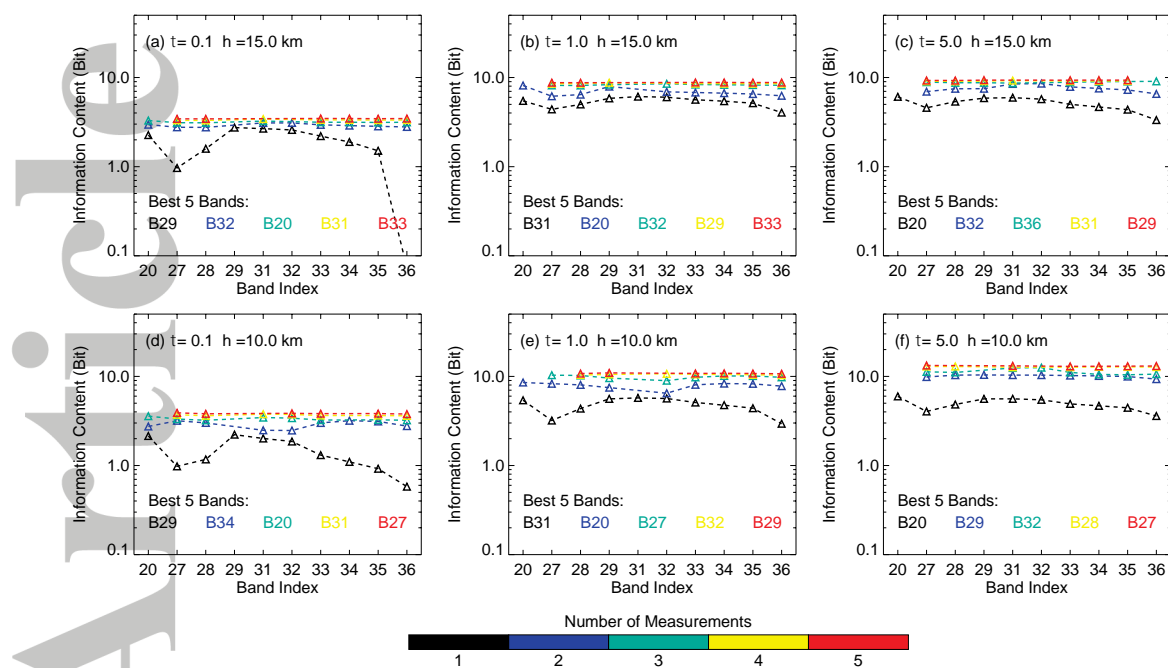 Article
(a) τ= 0.1 h =15.0 km
Information Content (Bit)
10.0
1.0
0.1
Best 5 Bands:
B29 B32 B20 B31 B33
20 27 28 29 31 32 33 34 35 36
Band Index
(b) τ= 1.0 h =15.0 km
Information Content (Bit)
10.0
1.0
0.1
Best 5 Bands:
B31 B20 B32 B29 B33
20 27 28 29 31 32 33 34 35 36
Band Index
(c) τ= 5.0 h =15.0 km
Information Content (Bit)
10.0
1.0
0.1
Best 5 Bands:
B20 B32 B36 B31 B29
20 27 28 29 31 32 33 34 35 36
Band Index
(d) τ= 0.1 h =10.0 km
Information Content (Bit)
10.0
1.0
0.1
Best 5 Bands:
B29 B34 B20 B31 B27
20 27 28 29 31 32 33 34 35 36
Band Index
(e) τ= 1.0 h =10.0 km
Information Content (Bit)
10.0
1.0
0.1
Best 5 Bands:
B31 B20 B27 B32 B29
20 27 28 29 31 32 33 34 35 36
Band Index
(f) τ= 5.0 h =10.0 km
Information Content (Bit)
10.0
1.0
0.1
Best 5 Bands:
B20 B29 B32 B28 B27
20 27 28 29 31 32 33 34 35 36
Band Index
Number of Measurements
1 2 3 4 5